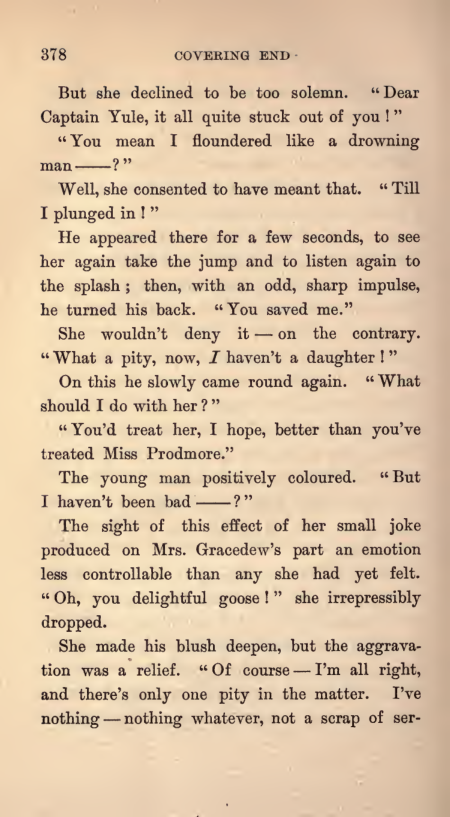 378 COVERING END
But she declined to be too solemn. “Dear
Captain Yule, it all quite stuck out of you!”
“You mean I floundered like a drowning
man——?”
Well, she consented to have meant that. “Till
I plunged in!”
He appeared there for a few seconds, to see
her again take the jump and to listen again to
the splash; then, with an odd, sharp impulse,
he turned his back. “You saved me.”
She wouldn't deny it — on the contrary.
“What a pity, now, I haven't a daughter!”
On this he slowly came round again. “What
should I do with her?”
“You'd treat her, I hope, better than you've
treated Miss Prodmore.”
The young man positively coloured. “But
I haven't been bad——?”
The sight of this effect of her small joke
produced on Mrs. Gracedew's part an emotion
less controllable than any she had yet felt.
“Oh, you delightful goose!” she irrepressibly
dropped.
She made his blush deepen, but the aggrava-
tion was a relief. “Of course — I'm all right,
and there's only one pity in the matter. I've
nothing — nothing whatever, not a scrap of ser-